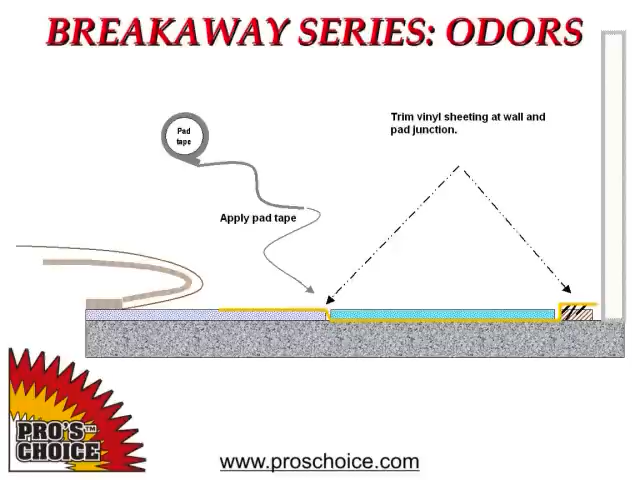 BREAKAWAY SERIES: ODORS
Pad
tape
Trim vinyl sheeting at wall and
pad junction.
Apply pad tape
PRO'S™
CHOICE
www.proschoice.com